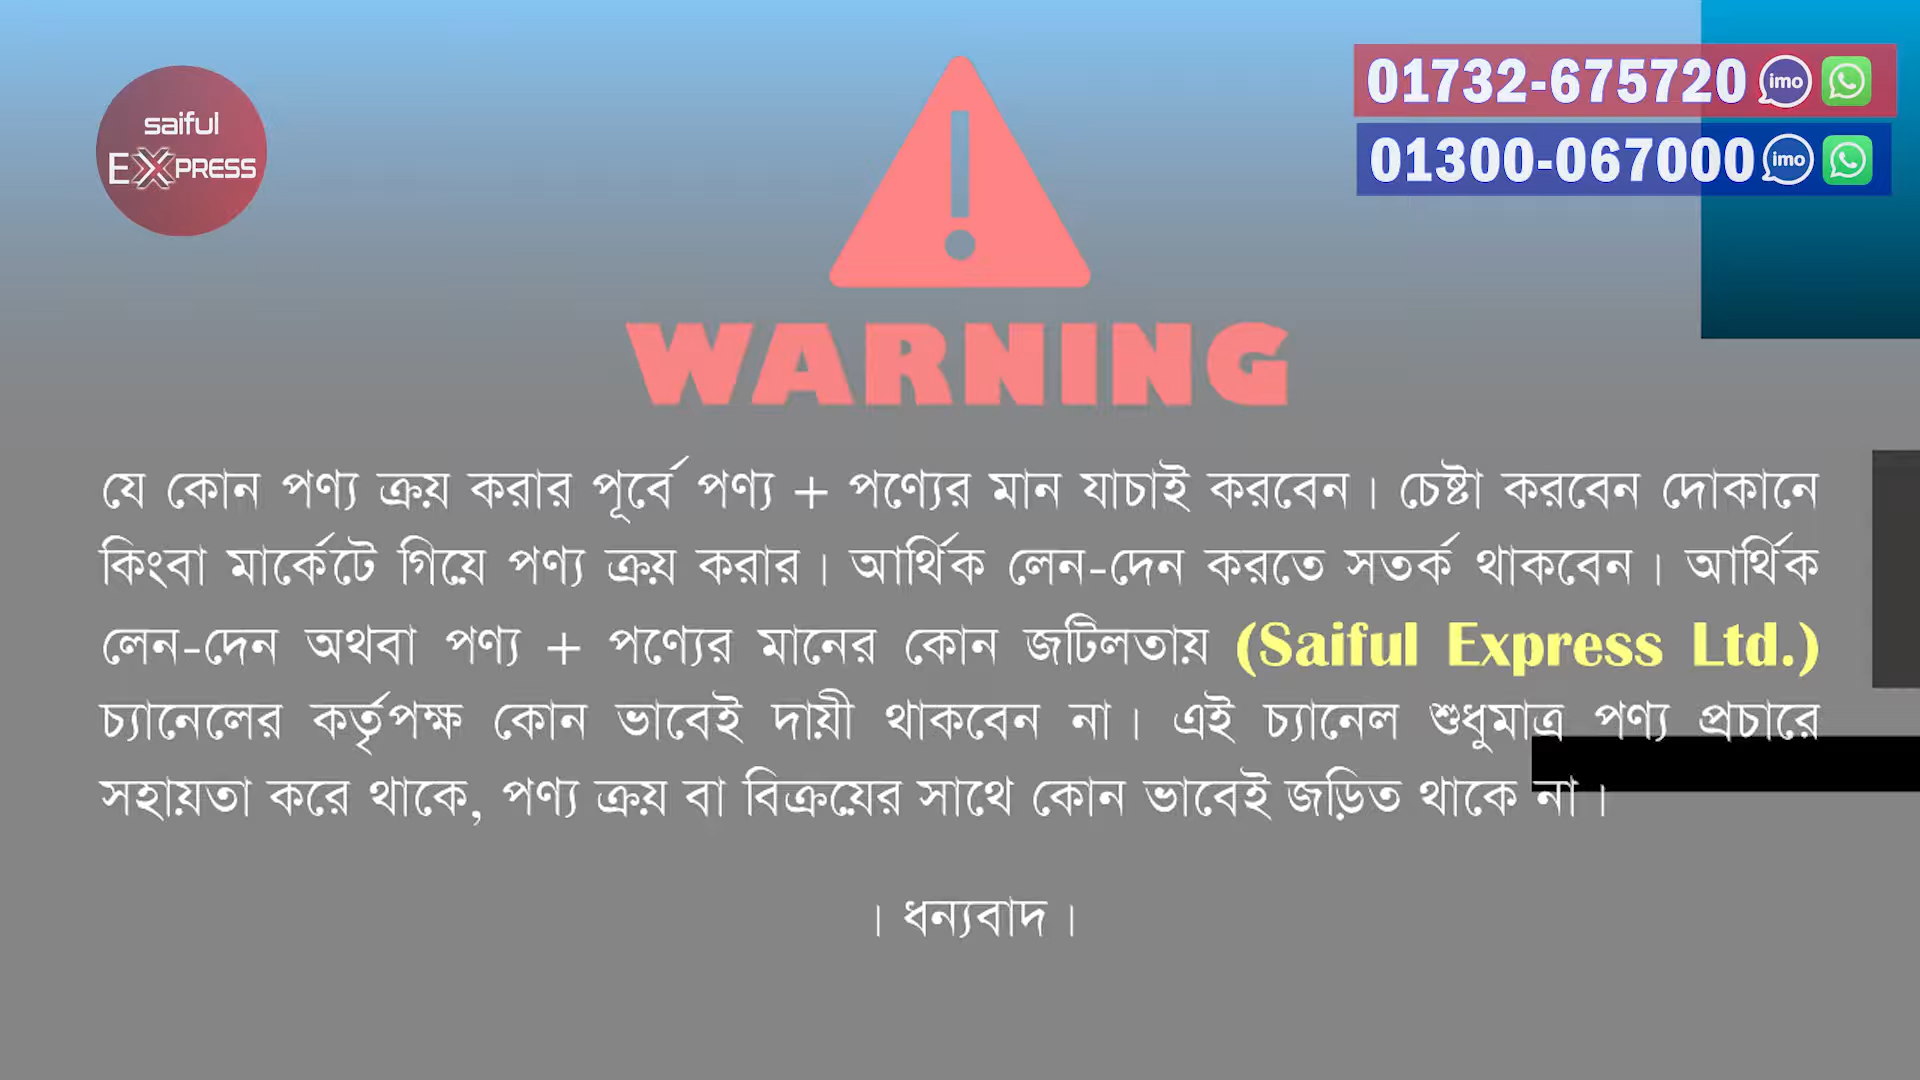 saiful
EXPRESS
01732-675720 imo
01300-067000 imo
WARNING
যে কোন পণ্য ক্রয় করার পূর্বে পণ্য + পণ্যের মান যাচাই করবেন। চেষ্টা করবেন দোকানে
কিংবা মার্কেটে গিয়ে পণ্য ক্রয় করার। আর্থিক লেন-দেন করতে সতর্ক থাকবেন। আর্থিক
লেন-দেন অথবা পণ্য + পণ্যের মানের কোন জটিলতায় (Saiful Express Ltd.)
চ্যানেলের কর্তৃপক্ষ কোন ভাবেই দায়ী থাকবেন না। এই চ্যানেল শুধুমাত্র পণ্য প্রচারে
সহায়তা করে থাকে, পণ্য ক্রয় বা বিক্রয়ের সাথে কোন ভাবেই জড়িত থাকে না।
। ধন্যবাদ ।